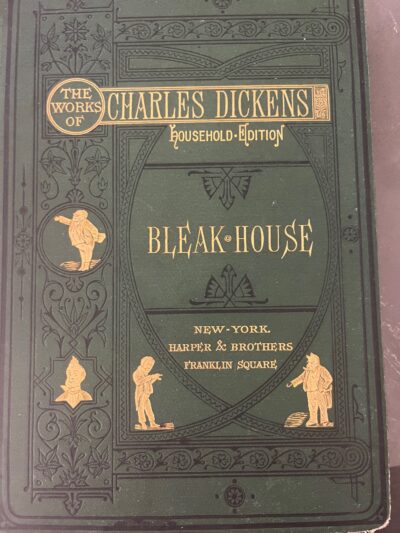 THE WORKS OF
CHARLES DICKENS
HOUSEHOLD·EDITION
BLEAK HOUSE
NEW-YORK.
HARPER & BROTHERS
FRANKLIN SQUARE